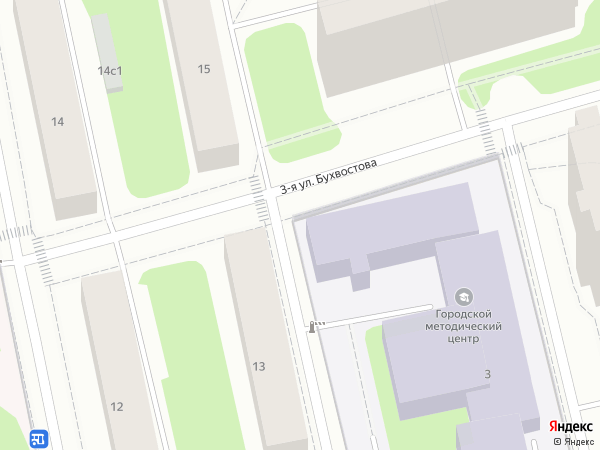 14с1
15
14
3-я ул. Бухвостова
Городской
методический
центр
13
3
12
Яндекс
© Яндекс